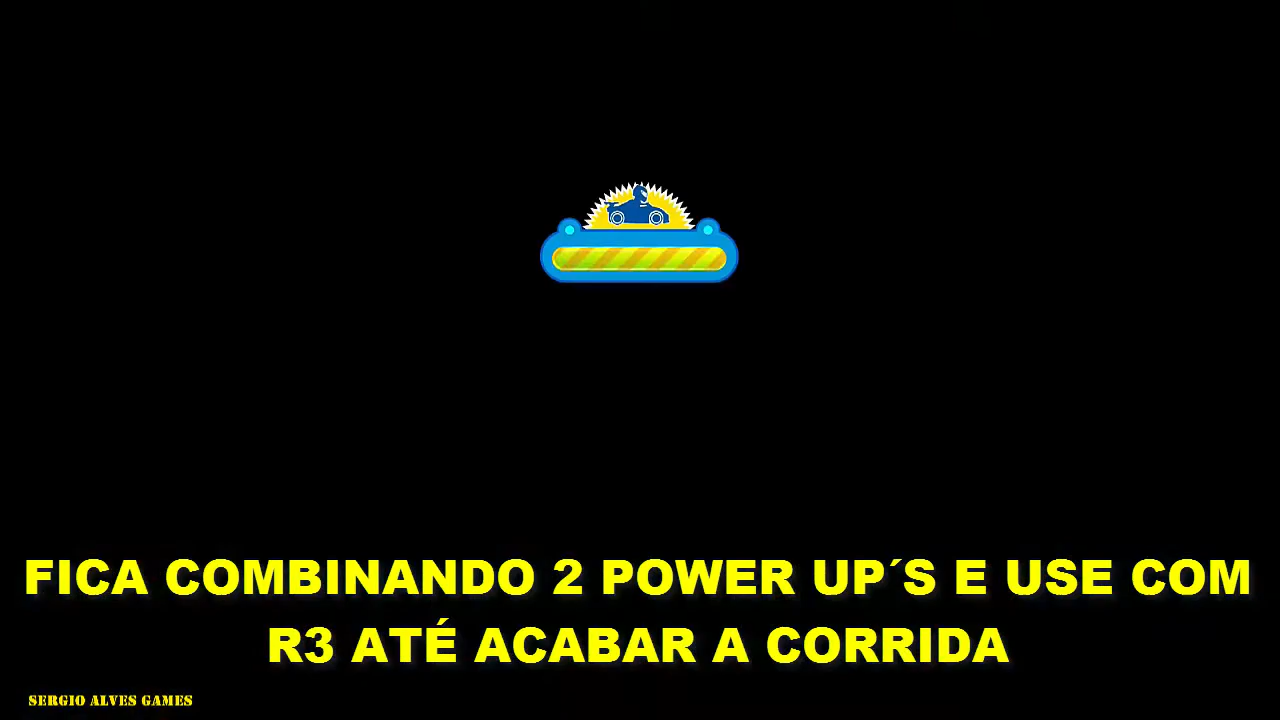 FICA COMBINANDO 2 POWER UP´S E USE COM
R3 ATÉ ACABAR A CORRIDA
SERGIO ALVES GAMES